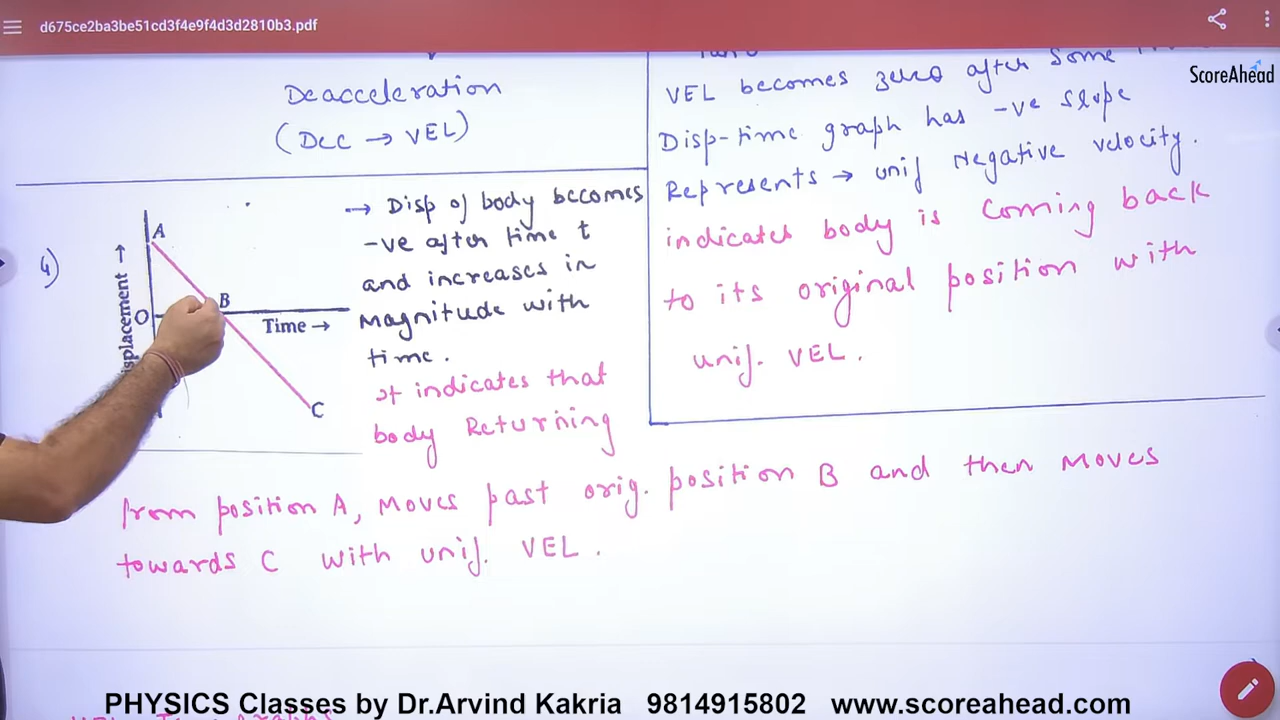 d675ce2ba3be51cd3f4e9f4d3d2810b3.pdf
ScoreAhead
Deacceleration
(Dec → VEL)
VEL becomes zero after some
Disp-time graph has -ve slope
Represents → unif Negative velocity.
indicates body is coming back
to its original position with
unif. VEL.
4)
A
B
O
C
Time →
→ Disp of body becomes
-ve after time t
and increases in
magnitude with
time.
It indicates that
body Returning
from position A, moves past orig. position B and then moves
towards C with unif. VEL.
PHYSICS Classes by Dr.Arvind Kakria 9814915802 www.scoreahead.com